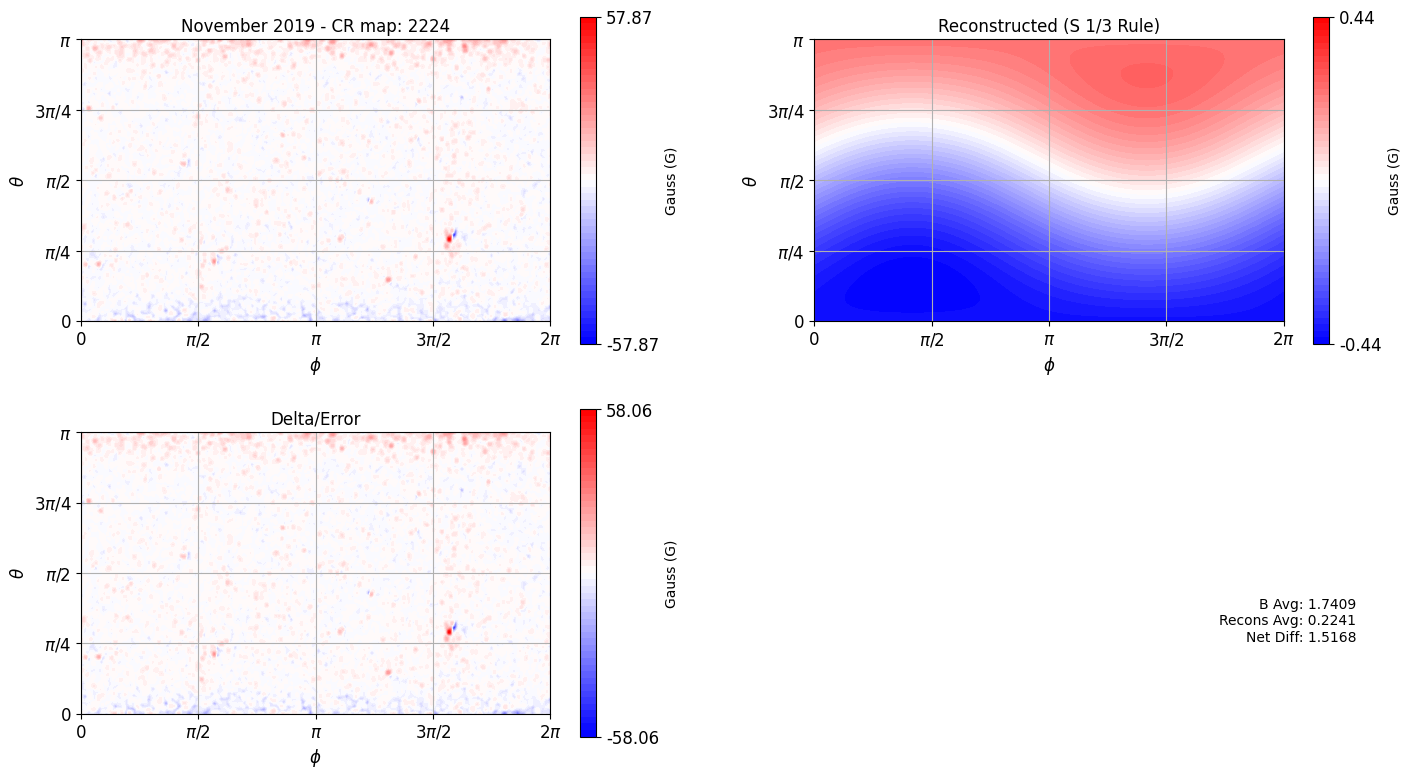 November 2019 - CR map: 2224
π
3π/4
π/2
π/4
0
θ
0
π/2
π
3π/2
2π
ϕ
57.87
-57.87
Gauss (G)
Reconstructed (S 1/3 Rule)
π
3π/4
π/2
π/4
0
θ
0
π/2
π
3π/2
2π
ϕ
0.44
-0.44
Gauss (G)
Delta/Error
π
3π/4
π/2
π/4
0
θ
0
π/2
π
3π/2
2π
ϕ
58.06
-58.06
Gauss (G)
B Avg: 1.7409
Recons Avg: 0.2241
Net Diff: 1.5168